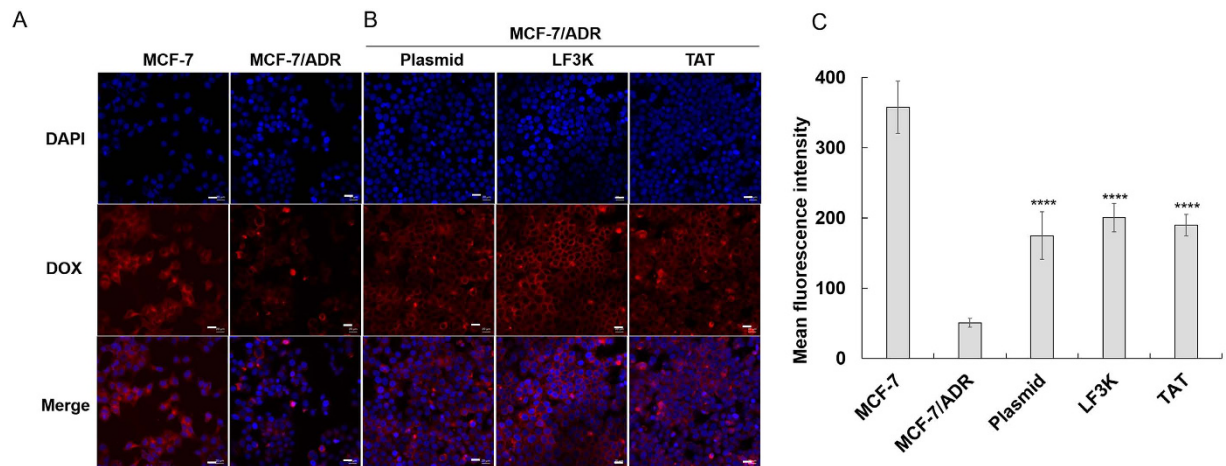 A
B
C
MCF-7/ADR
MCF-7
MCF-7/ADR
Plasmid
LF3K
TAT
DAPI
DOX
Merge
Mean fluorescence intensity
400
300
200
100
0
****
****
****
MCF-7
MCF-7/ADR
Plasmid
LF3K
TAT